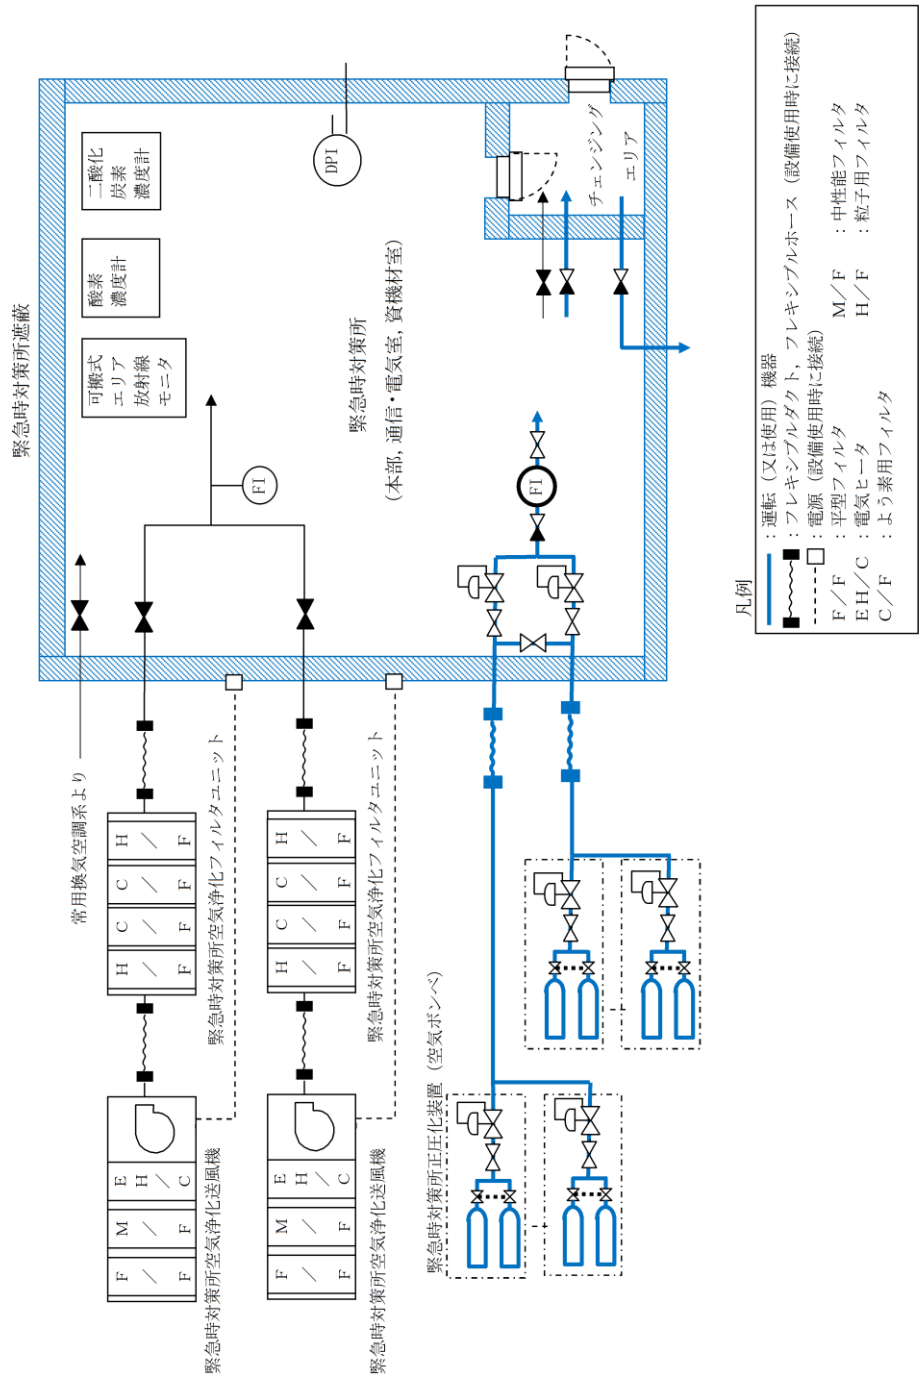 緊急時対策所遮蔽
可搬式
エリア
放射線
モニタ
酸素
濃度計
二酸化
炭素
濃度計
常用換気空調系より
FI
DPI
緊急時対策所
(本部，通信・電気室，資機材室)
チェンジング
エリア
FI
F/F
M/F
EH/C
H/F
C/F
C/F
H/F
緊急時対策所空気浄化送風機
緊急時対策所空気浄化フィルタユニット
F/F
M/F
EH/C
H/F
C/F
C/F
H/F
緊急時対策所空気浄化送風機
緊急時対策所空気浄化フィルタユニット
緊急時対策所正圧化装置（空気ボンベ）
凡例
：運転（又は使用）機器
：フレキシブルダクト，フレキシブルホース（設備使用時に接続）
：電源（設備使用時に接続）
F/F ：平型フィルタ M/F ：中性能フィルタ
EH/C ：電気ヒータ H/F ：粒子用フィルタ
C/F ：よう素用フィルタ